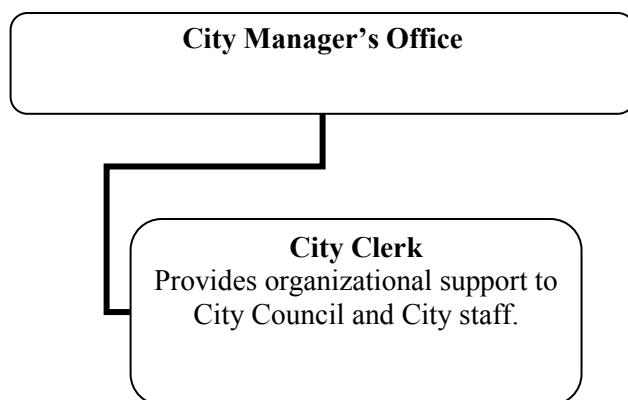 City Manager’s Office
City Clerk
Provides organizational support to
City Council and City staff.